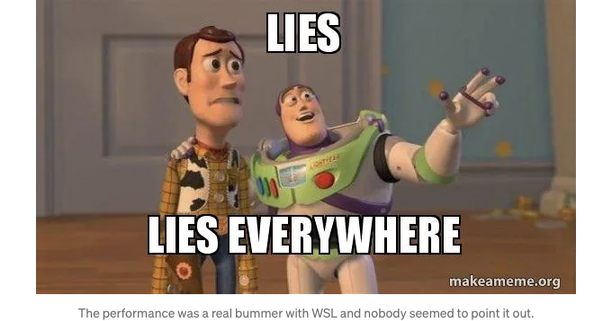 LIES
LIGHTYEAR
LIES EVERYWHERE
makeameme.org
The performance was a real bummer with WSL and nobody seemed to point it out.